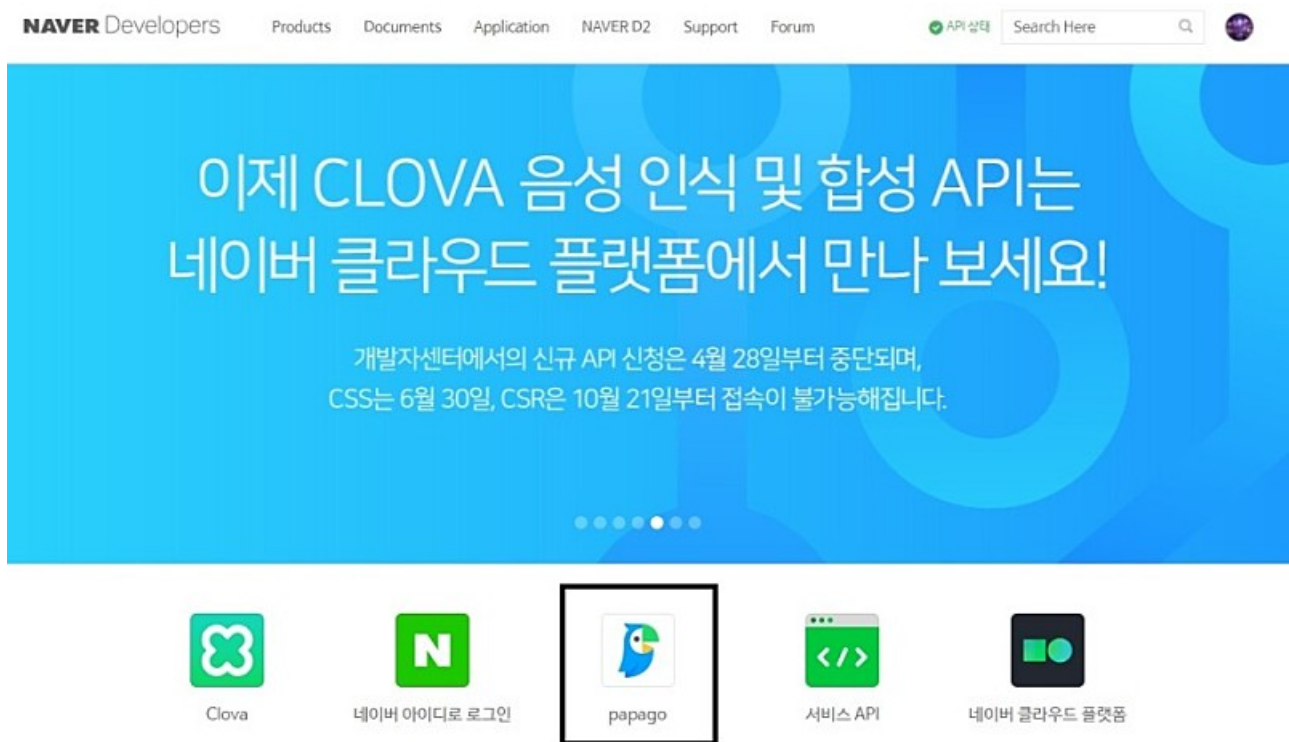 NAVER Developers Products Documents Application NAVER D2 Support Forum API 상태 Search Here
이제 CLOVA 음성 인식 및 합성 API는
네이버 클라우드 플랫폼에서 만나 보세요!
개발자센터에서의 신규 API 신청은 4월 28일부터 중단되며,
CSS는 6월 30일, CSR은 10월 21일부터 접속이 불가능해집니다.
N </>
Clova 네이버 아이디로 로그인 papago 서비스 API 네이버 클라우드 플랫폼